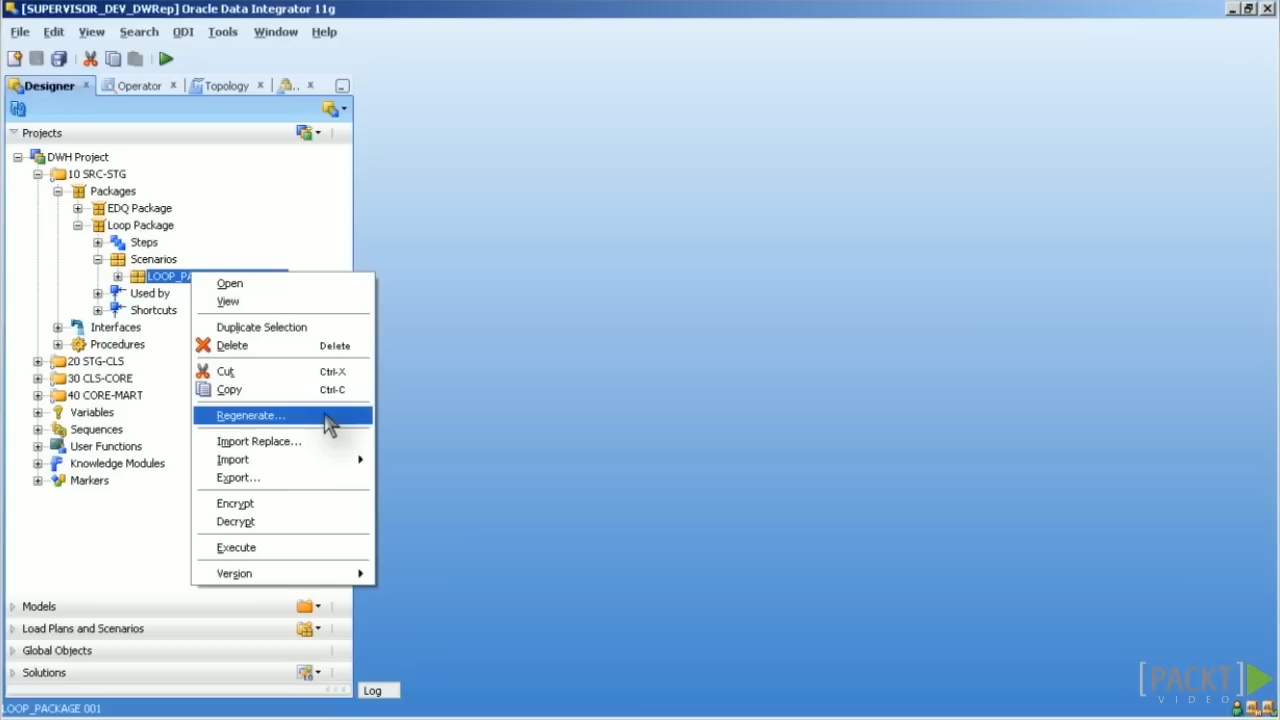 [SUPERVISOR_DEV_DWRep] Oracle Data Integrator 11g
File Edit View Search ODI Tools Window Help
Designer Operator Topology ..
Projects
DWH Project
10 SRC-STG
Packages
EDQ Package
Loop Package
Steps
Scenarios
LOOP_PA
Used by
Shortcuts
Interfaces
Procedures
20 STG-CLS
30 CLS-CORE
40 CORE-MART
Variables
Sequences
User Functions
Knowledge Modules
Markers
Open
View
Duplicate Selection
Delete Delete
Cut Ctrl-X
Copy Ctrl-C
Regenerate...
Import Replace...
Import
Export...
Encrypt
Decrypt
Execute
Version
Models
Load Plans and Scenarios
Global Objects
Solutions
Log
LOOP_PACKAGE 001
[PACKT]
VIDEO